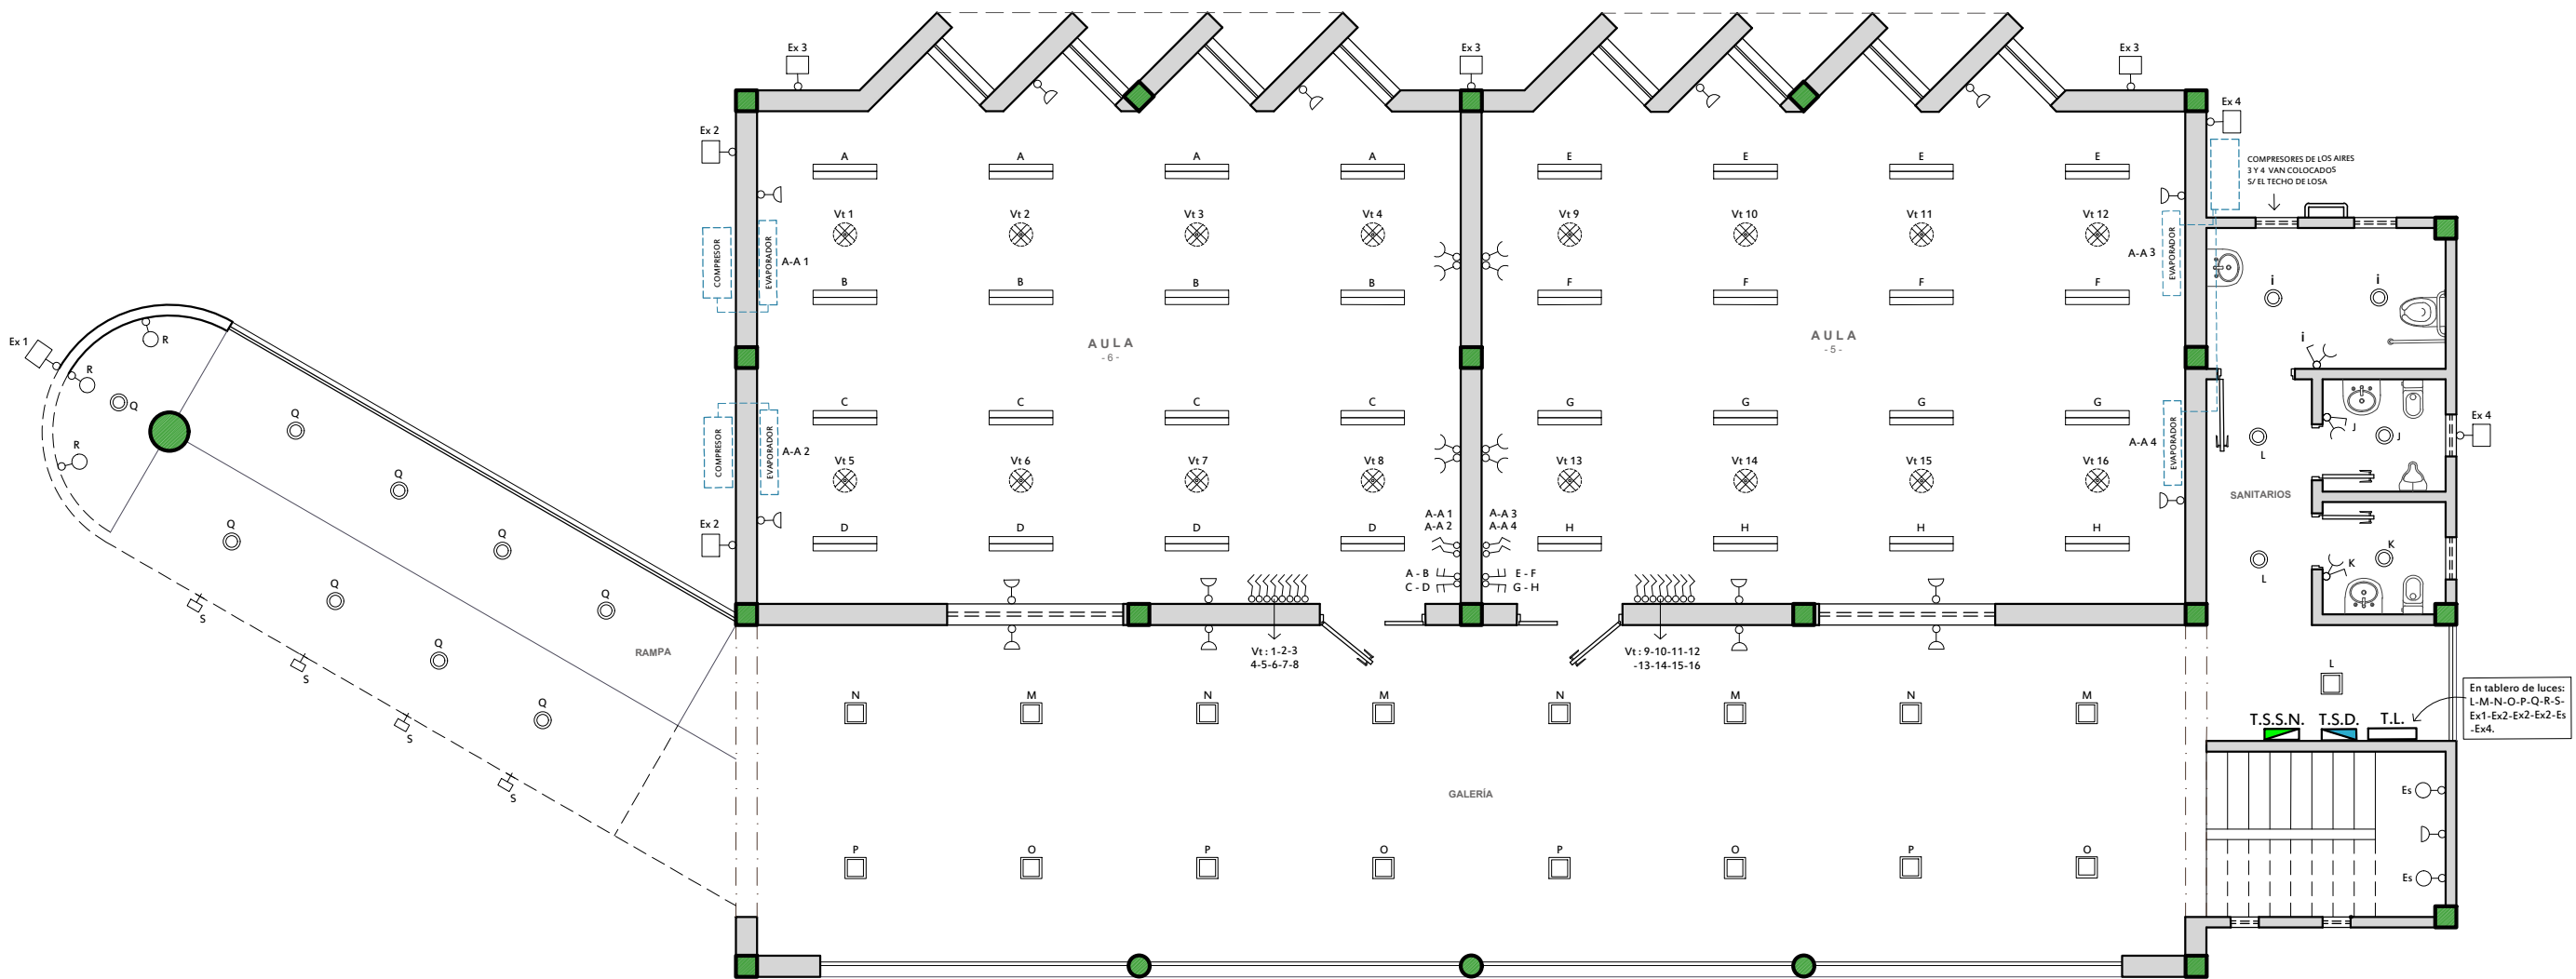 Ex 3
Ex 3
Ex 3
Ex 2
Ex 4
A
A
A
A
E
E
E
E
COMPRESORES DE LOS AIRES
3 Y 4 VAN COLOCADOS
S/ EL TECHO DE LOSA
Vt 1
Vt 2
Vt 3
Vt 4
Vt 9
Vt 10
Vt 11
Vt 12
COMPRESOR
EVAPORADOR
A-A 1
A-A 3
EVAPORADOR
B
B
B
B
F
F
F
F
i
i
AULA
- 6 -
AULA
- 5 -
i
Ex 1
R
R
Q
Q
R
Q
Q
Q
Q
Q
Q
Q
S
S
S
S
RAMPA
C
C
C
C
G
G
G
G
COMPRESOR
EVAPORADOR
A-A 2
A-A 4
EVAPORADOR
Ex 4
J
J
L
Vt 5
Vt 6
Vt 7
Vt 8
Vt 13
Vt 14
Vt 15
Vt 16
SANITARIOS
Ex 2
D
D
D
D
A-A 1
A-A 2
A-A 3
A-A 4
H
H
H
H
K
K
L
A - B
C - D
E - F
G - H
Vt : 1-2-3
4-5-6-7-8
Vt : 9-10-11-12
-13-14-15-16
N
M
N
M
N
M
N
M
L
En tablero de luces:
L-M-N-O-P-Q-R-S-
Ex1-Ex2-Ex2-Ex2-Es
-Ex4.
T.S.S.N.
T.S.D.
T.L.
GALERÍA
Es
Es
P
O
P
O
P
O
P
O